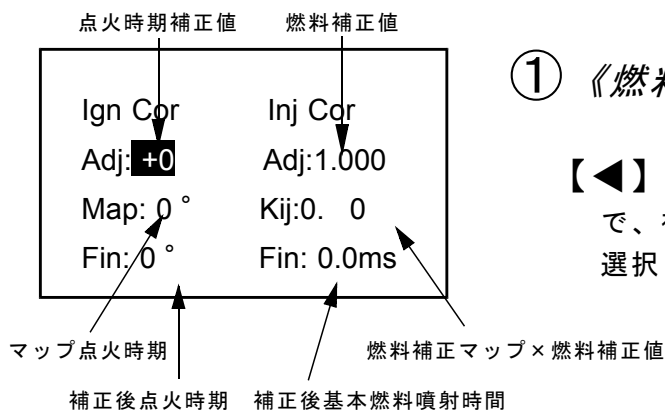 点火時期補正値 燃料補正値
Ign Cor Inj Cor
Adj: +0 Adj:1.000
Map: 0 ° Kij:0. 0
Fin: 0 ° Fin: 0.0ms
マップ点火時期 燃料補正マップ×燃料補正値
補正後点火時期 補正後基本燃料噴射時間
① 《燃
【◀】
で、
選択